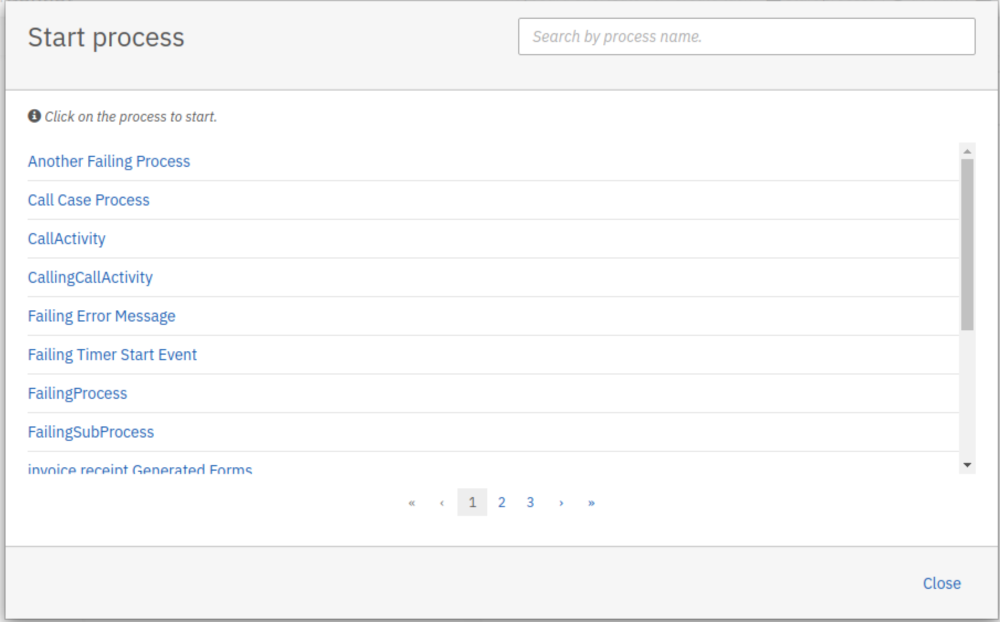 Start process
Search by process name.
Click on the process to start.
Another Failing Process
Call Case Process
CallActivity
CallingCallActivity
Failing Error Message
Failing Timer Start Event
FailingProcess
FailingSubProcess
invoice receipt Generated Forms
« ‹ 1 2 3 › »
Close